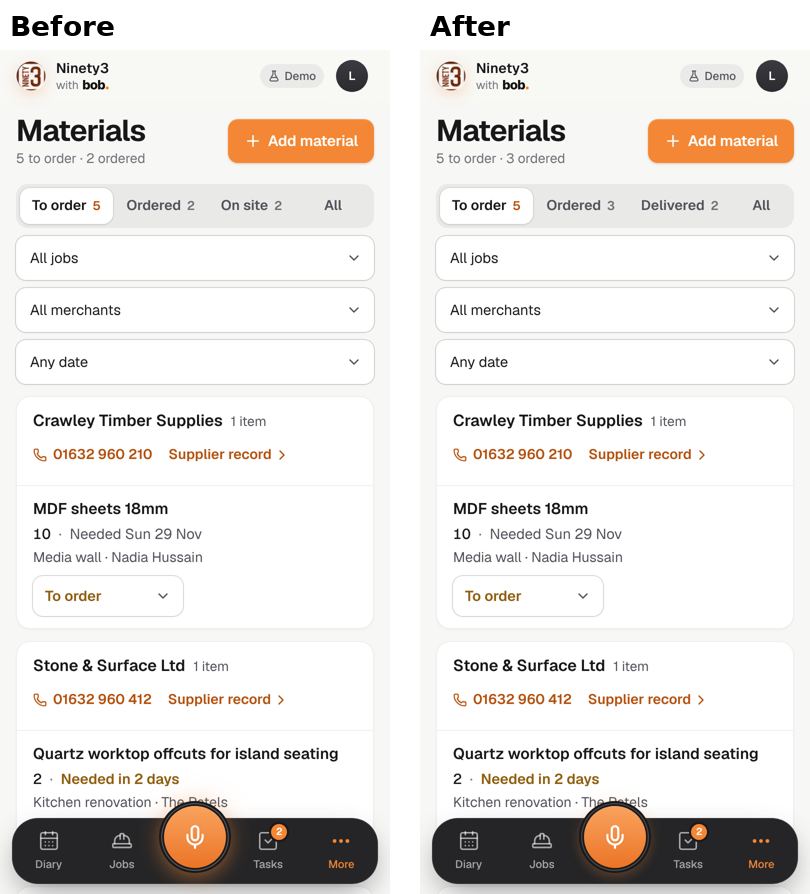 Before
NINETY 3
Ninety3
with bob.
Demo
L
Materials
5 to order · 2 ordered
+ Add material
To order 5
Ordered 2
On site 2
All
All jobs
All merchants
Any date
Crawley Timber Supplies 1 item
01632 960 210
Supplier record
MDF sheets 18mm
10 · Needed Sun 29 Nov
Media wall · Nadia Hussain
To order
Stone & Surface Ltd 1 item
01632 960 412
Supplier record
Quartz worktop offcuts for island seating
2 · Needed in 2 days
Kitchen renovation · The Patels
Diary
Jobs
2
Tasks
More
After
NINETY 3
Ninety3
with bob.
Demo
L
Materials
5 to order · 3 ordered
+ Add material
To order 5
Ordered 3
Delivered 2
All
All jobs
All merchants
Any date
Crawley Timber Supplies 1 item
01632 960 210
Supplier record
MDF sheets 18mm
10 · Needed Sun 29 Nov
Media wall · Nadia Hussain
To order
Stone & Surface Ltd 1 item
01632 960 412
Supplier record
Quartz worktop offcuts for island seating
2 · Needed in 2 days
Kitchen renovation · The Patels
Diary
Jobs
2
Tasks
More